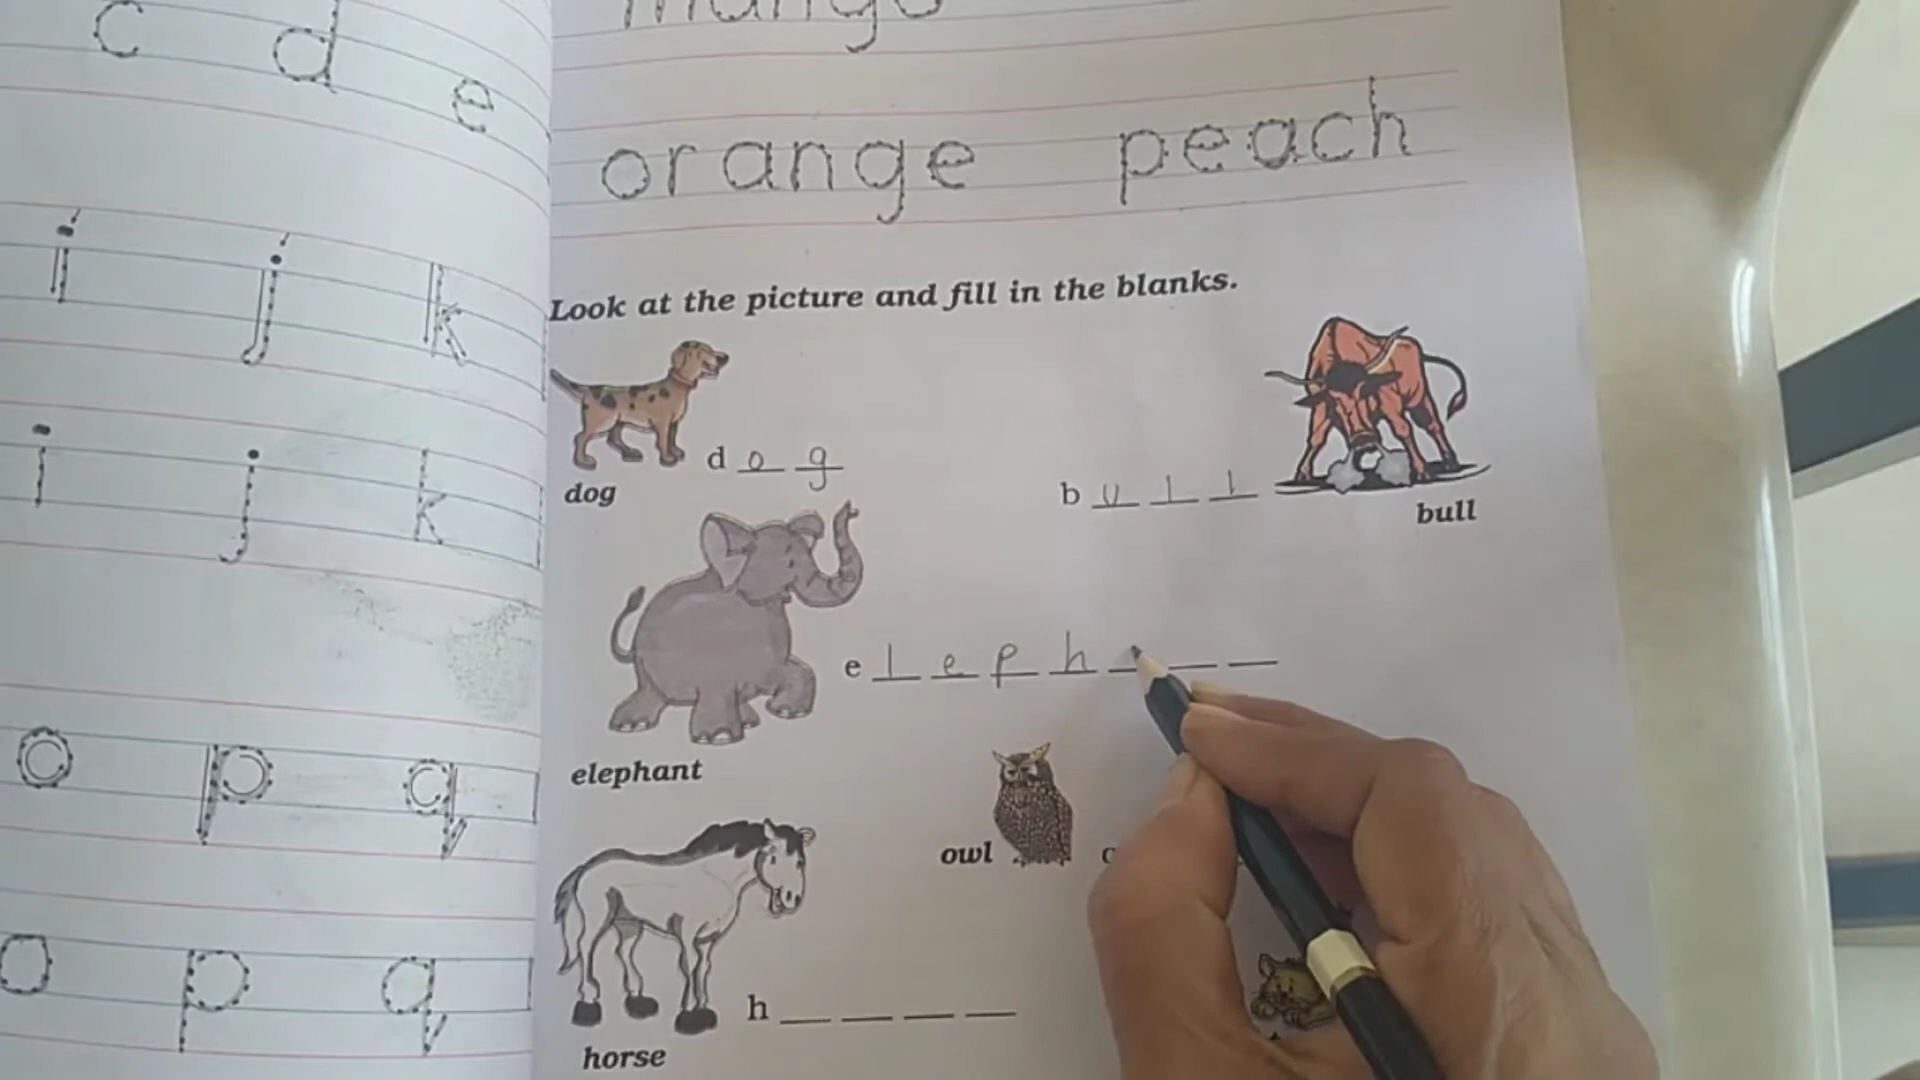 c d e
i j k
i j k
o p q
o p q
mango
orange peach
Look at the picture and fill in the blanks.
d o g
dog
b u l l
bull
e l e p h _ _ _
elephant
owl
h _ _ _ _
horse